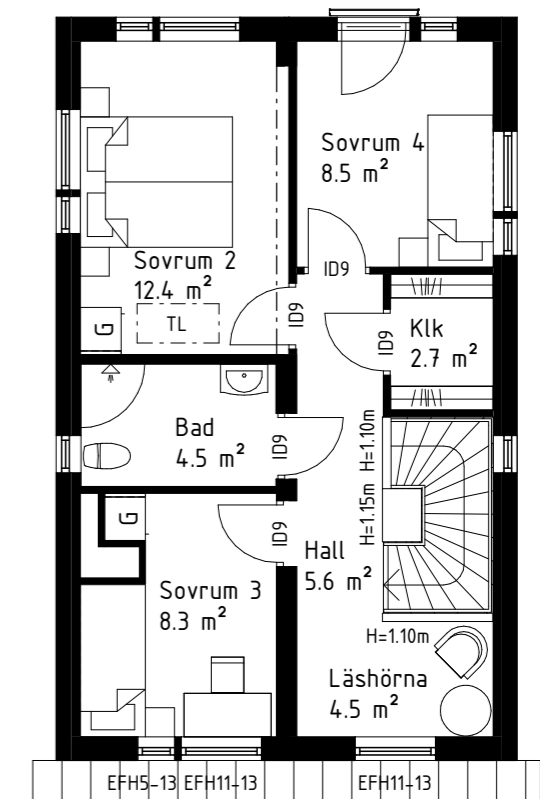 Sovrum 4
8.5 m²
Sovrum 2
12.4 m²
ID9
ID9
G
TL
Klk
2.7 m²
ID9
Bad
4.5 m²
ID9
H=1.10m
H=1.15m
G
ID9
Hall
5.6 m²
Sovrum 3
8.3 m²
H=1.10m
Läshörna
4.5 m²
EFH5-13 EFH11-13 EFH11-13